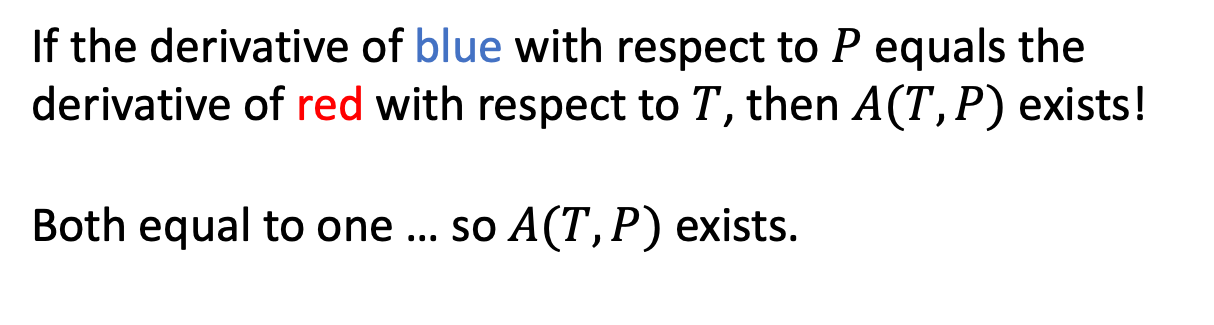 If the derivative of blue with respect to P equals the
derivative of red with respect to T, then A(T, P) exists!
Both equal to one ... so A(T, P) exists.